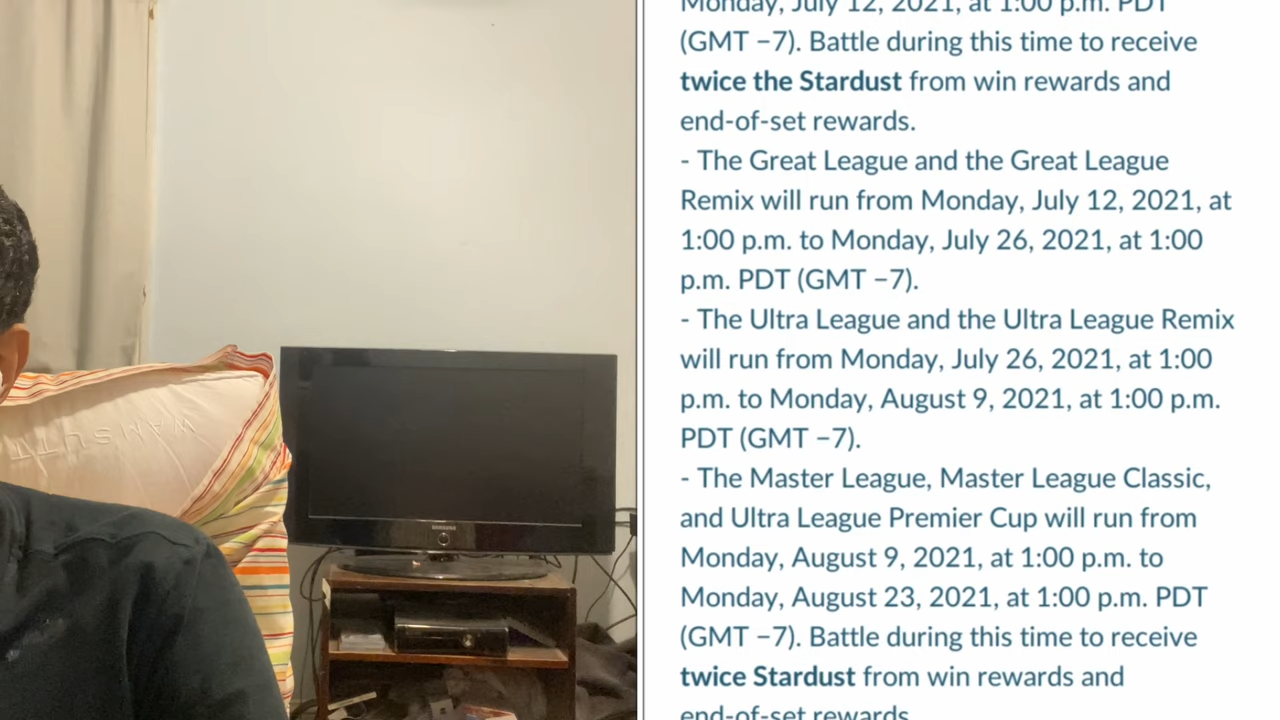 Monday, July 12, 2021, at 1:00 p.m. PDT
(GMT −7). Battle during this time to receive
twice the Stardust from win rewards and
end-of-set rewards.
- The Great League and the Great League
Remix will run from Monday, July 12, 2021, at
1:00 p.m. to Monday, July 26, 2021, at 1:00
p.m. PDT (GMT −7).
- The Ultra League and the Ultra League Remix
will run from Monday, July 26, 2021, at 1:00
p.m. to Monday, August 9, 2021, at 1:00 p.m.
PDT (GMT −7).
- The Master League, Master League Classic,
and Ultra League Premier Cup will run from
Monday, August 9, 2021, at 1:00 p.m. to
Monday, August 23, 2021, at 1:00 p.m. PDT
(GMT −7). Battle during this time to receive
twice Stardust from win rewards and
end-of-set rewards.
WAMSUTT
SAMSUNG